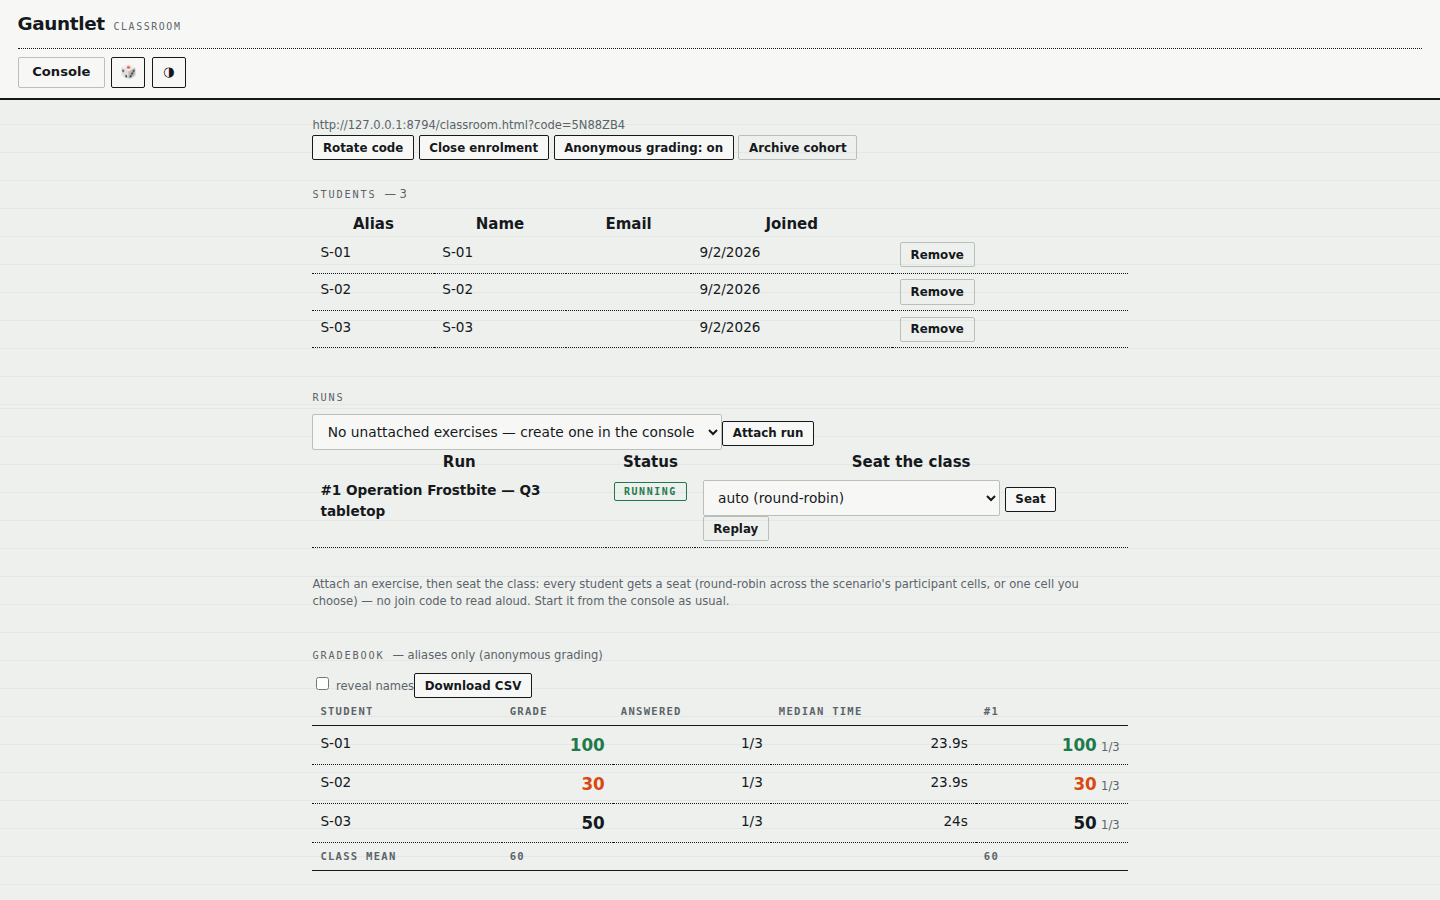 Gauntlet CLASSROOM
Console 🎲 ◑
http://127.0.0.1:8794/classroom.html?code=5N88ZB4
Rotate code Close enrolment Anonymous grading: on Archive cohort
STUDENTS — 3
Alias Name Email Joined
S-01 S-01 9/2/2026 Remove
S-02 S-02 9/2/2026 Remove
S-03 S-03 9/2/2026 Remove
RUNS
No unattached exercises — create one in the console Attach run
Run Status Seat the class
#1 Operation Frostbite — Q3 tabletop RUNNING auto (round-robin) Seat
Replay
Attach an exercise, then seat the class: every student gets a seat (round-robin across the scenario's participant cells, or one cell you
choose) — no join code to read aloud. Start it from the console as usual.
GRADEBOOK — aliases only (anonymous grading)
reveal names Download CSV
STUDENT GRADE ANSWERED MEDIAN TIME #1
S-01 100 1/3 23.9s 100 1/3
S-02 30 1/3 23.9s 30 1/3
S-03 50 1/3 24s 50 1/3
CLASS MEAN 60 60